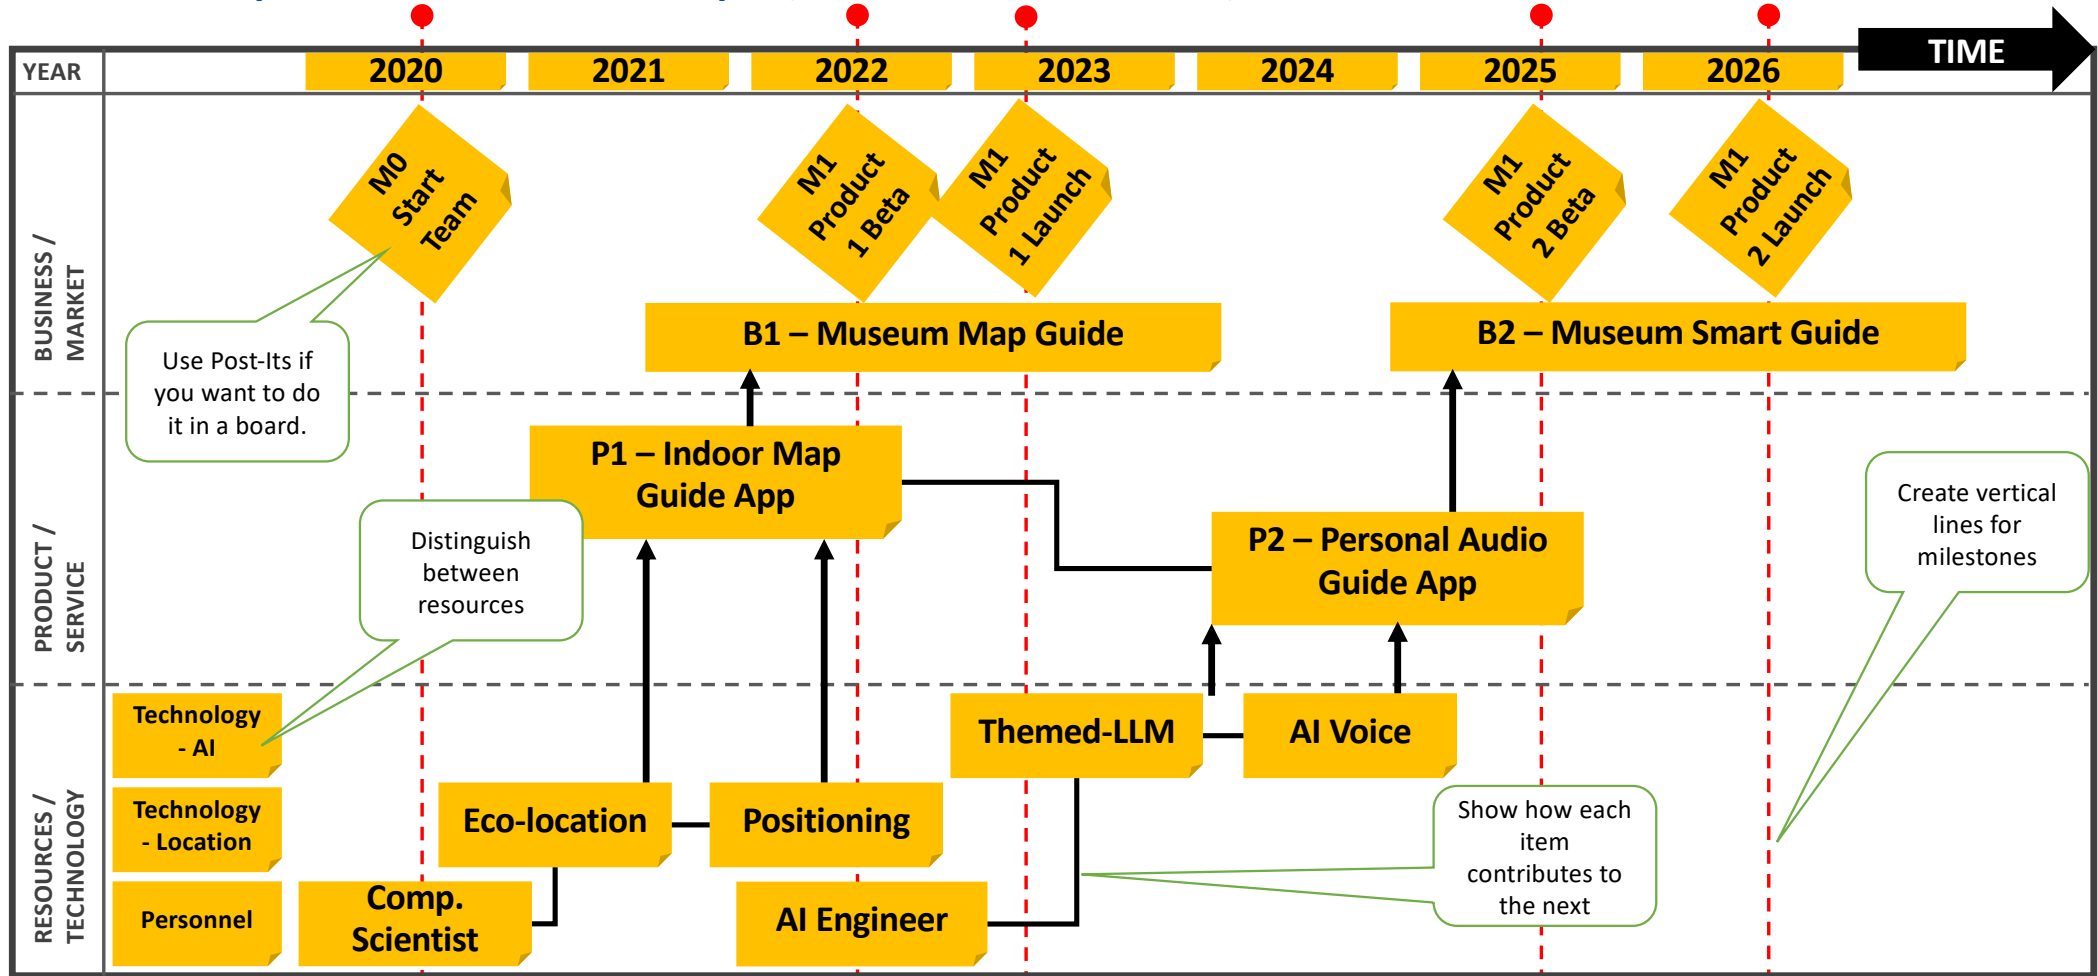 TIME
YEAR
2020
2021
2022
2023
2024
2025
2026
BUSINESS /
MARKET
M0
Start
Team
M1
Product
1 Beta
M1
Product
1 Launch
M1
Product
2 Beta
M1
Product
2 Launch
Use Post-Its if
you want to do
it in a board.
B1 – Museum Map Guide
B2 – Museum Smart Guide
PRODUCT /
SERVICE
P1 – Indoor Map
Guide App
Distinguish
between
resources
P2 – Personal Audio
Guide App
Create vertical
lines for
milestones
RESOURCES /
TECHNOLOGY
Technology
- AI
Themed-LLM
AI Voice
Technology
- Location
Eco-location
Positioning
Show how each
item
contributes to
the next
Personnel
Comp.
Scientist
AI Engineer